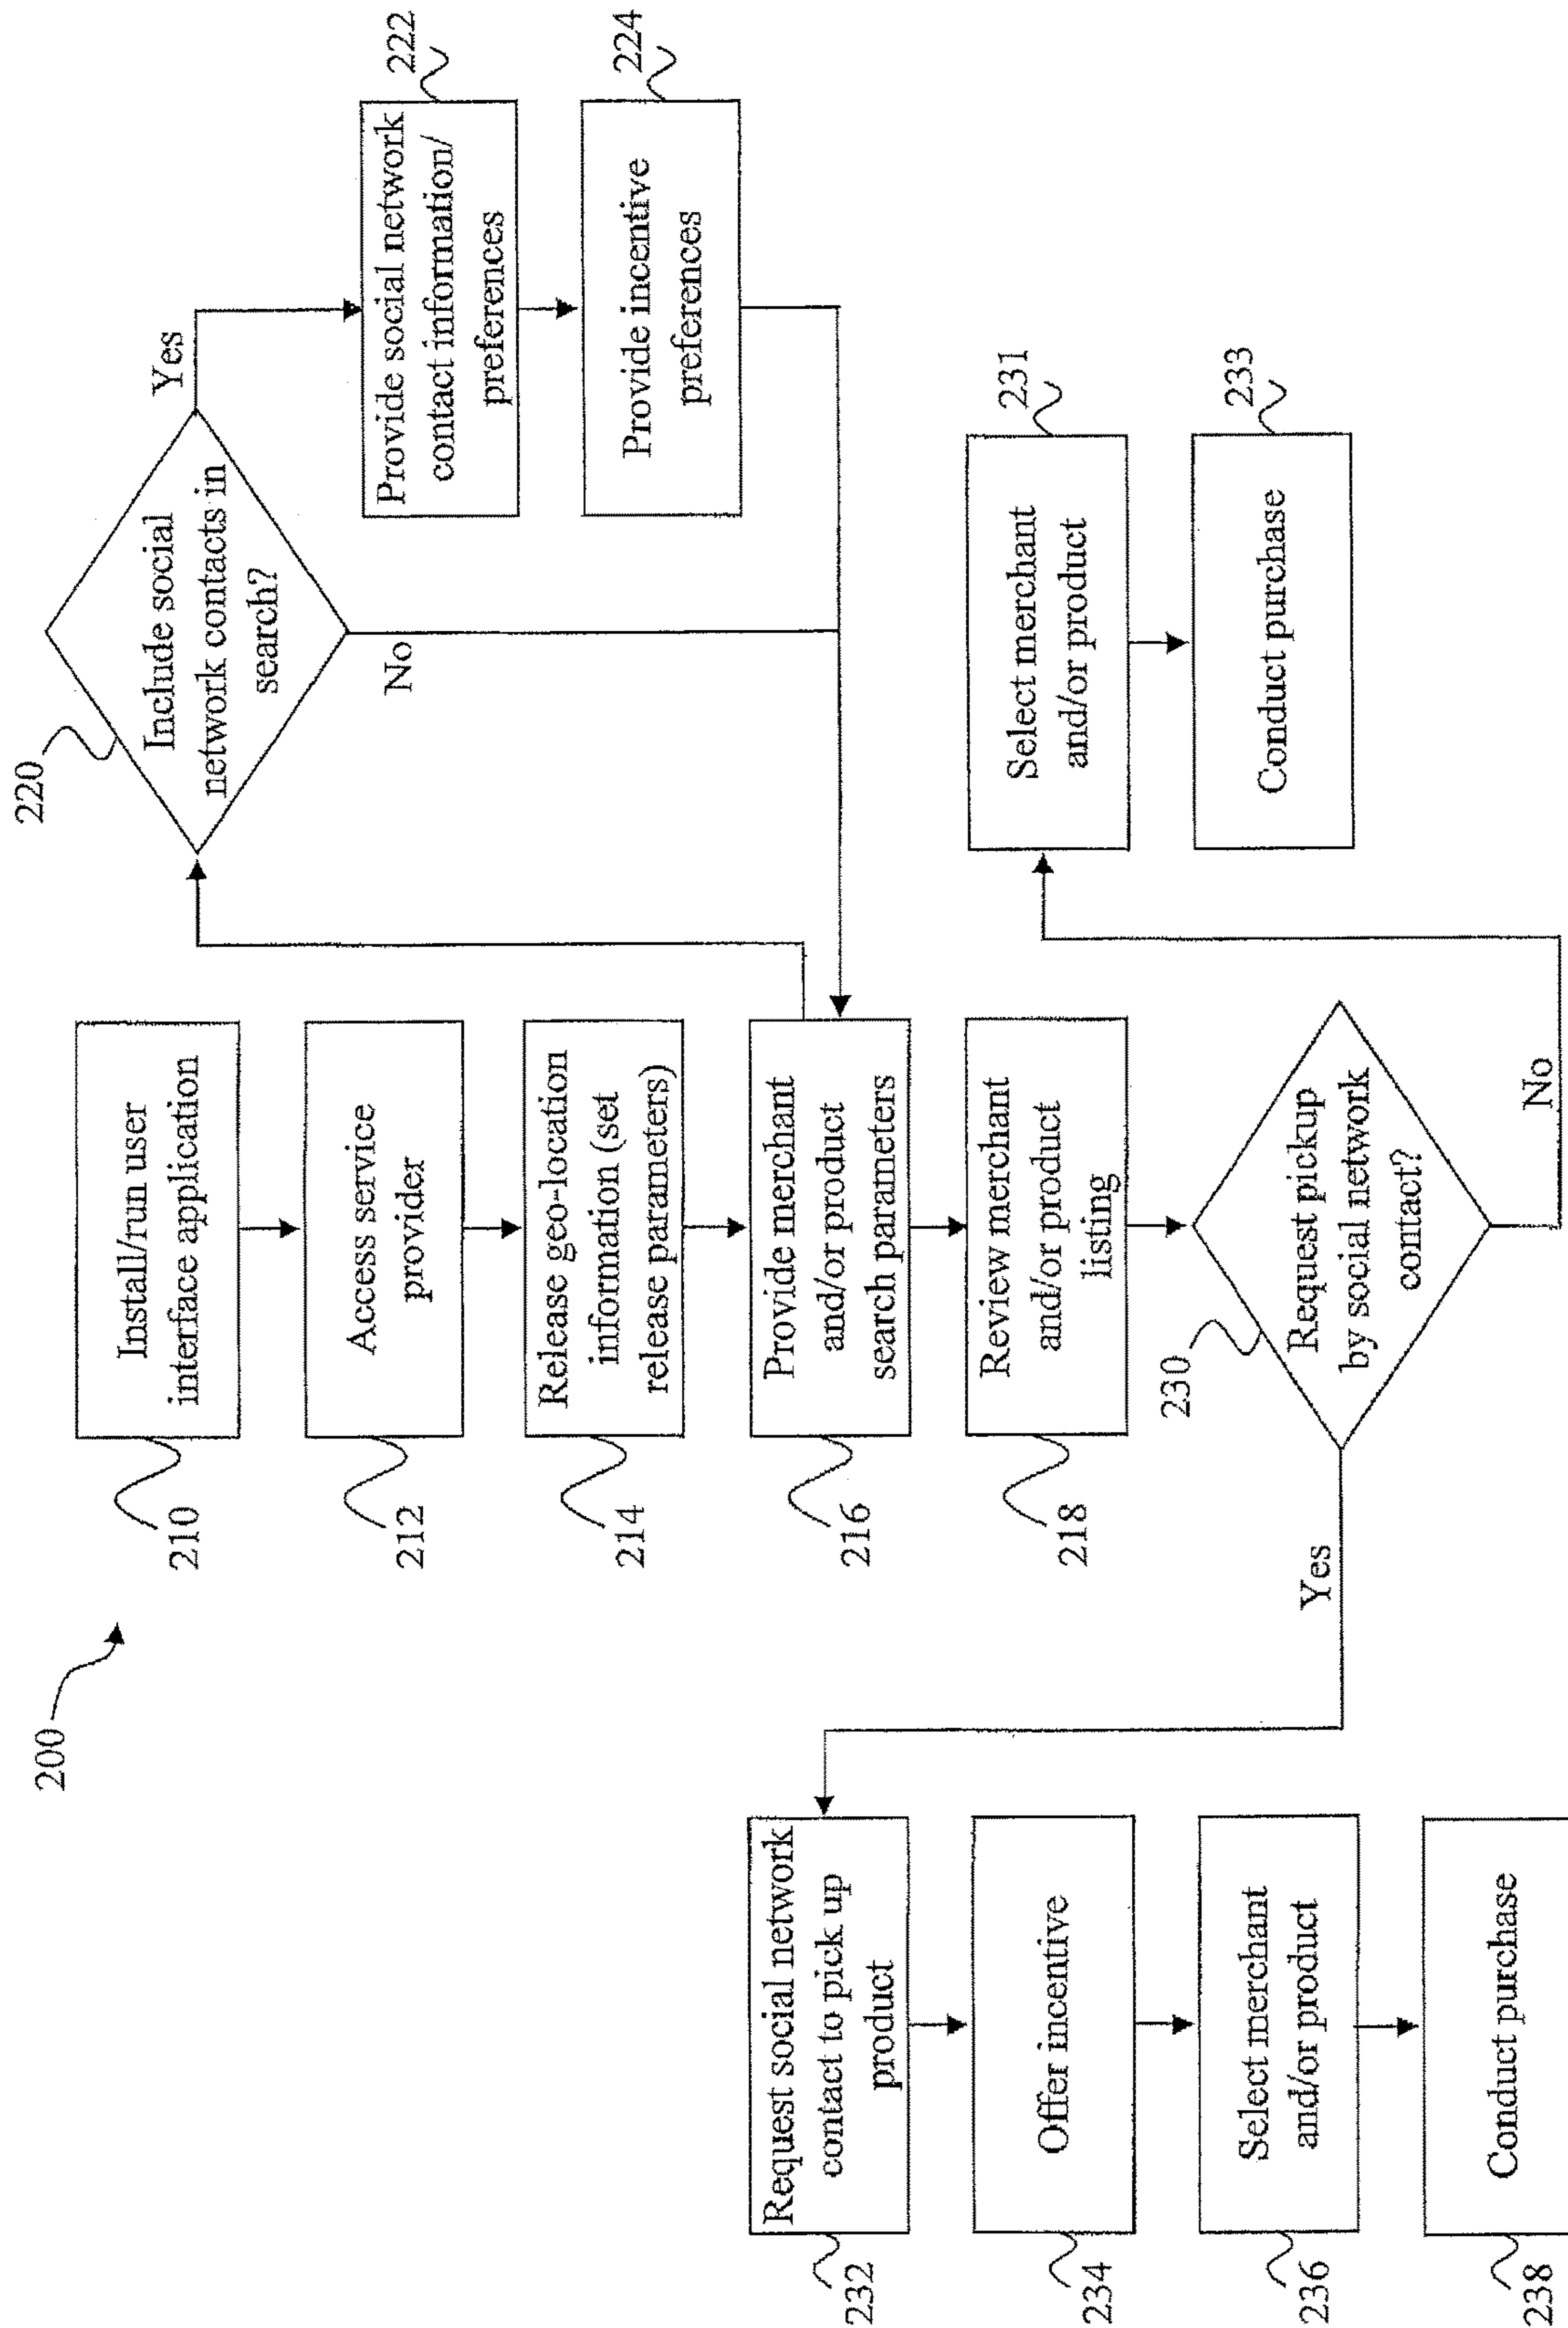 200
210
Install/run user
interface application
212
Access service
provider
214
Release geo-location
information (set
release parameters)
216
Provide merchant
and/or product
search parameters
218
Review merchant
and/or product
listing
220
Include social
network contacts in
search?
Yes
No
222
Provide social network
contact information/
preferences
224
Provide incentive
preferences
230
Request pickup
by social network
contact?
Yes
No
231
Select merchant
and/or product
233
Conduct purchase
232
Request social network
contact to pick up
product
234
Offer incentive
236
Select merchant
and/or product
238
Conduct purchase